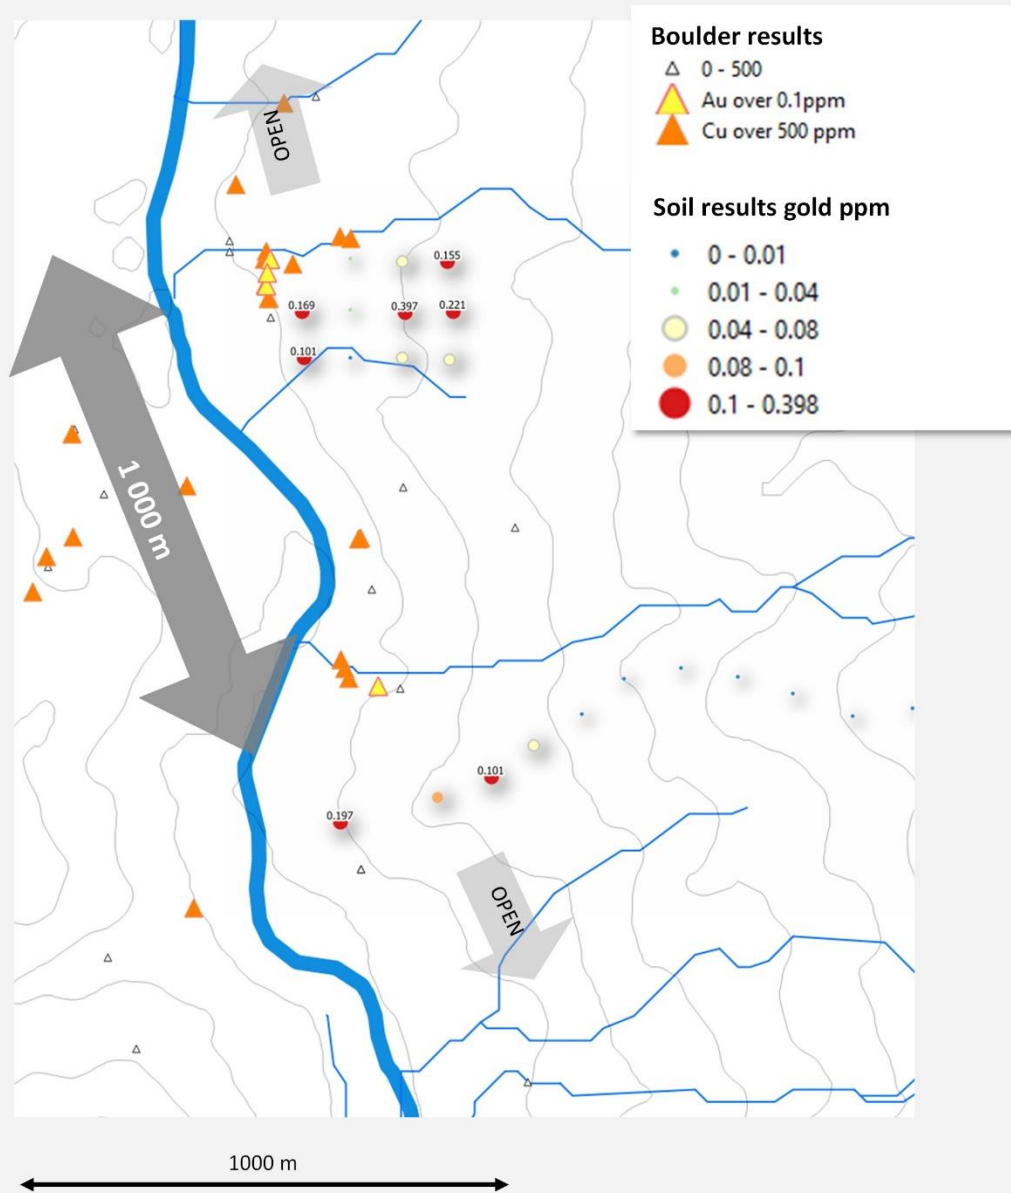 Boulder results
0 - 500
Au over 0.1ppm
Cu over 500 ppm
Soil results gold ppm
0 - 0.01
0.01 - 0.04
0.04 - 0.08
0.08 - 0.1
0.1 - 0.398
OPEN
0.155
0.169
0.397
0.221
0.101
1 000 m
0.101
0.197
OPEN
1000 m